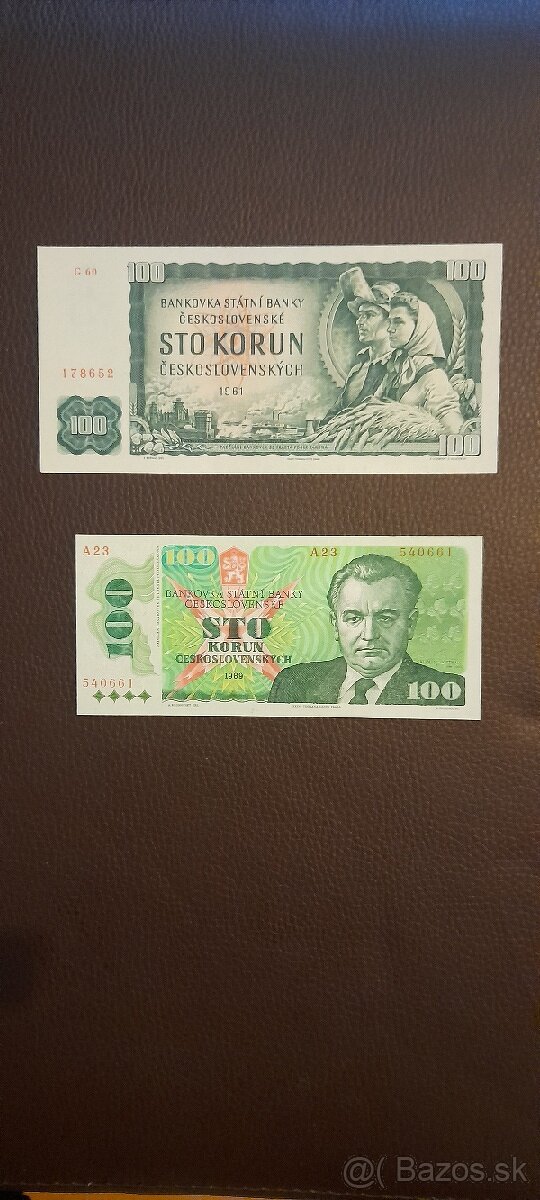 100 100
178652
BANKOVKA STÁTNÍ BANKY
ČESKOSLOVENSKÉ
STO KORUN
ČESKOSLOVENSKÝCH
1961
100 100
A23 100 A23 540661
BANKOVKA STÁTNÍ BANKY
ČESKOSLOVENSKÉ
100
STO
KORUN
ČESKOSLOVENSKÝCH
1989
540661
100
@ Bazos.sk